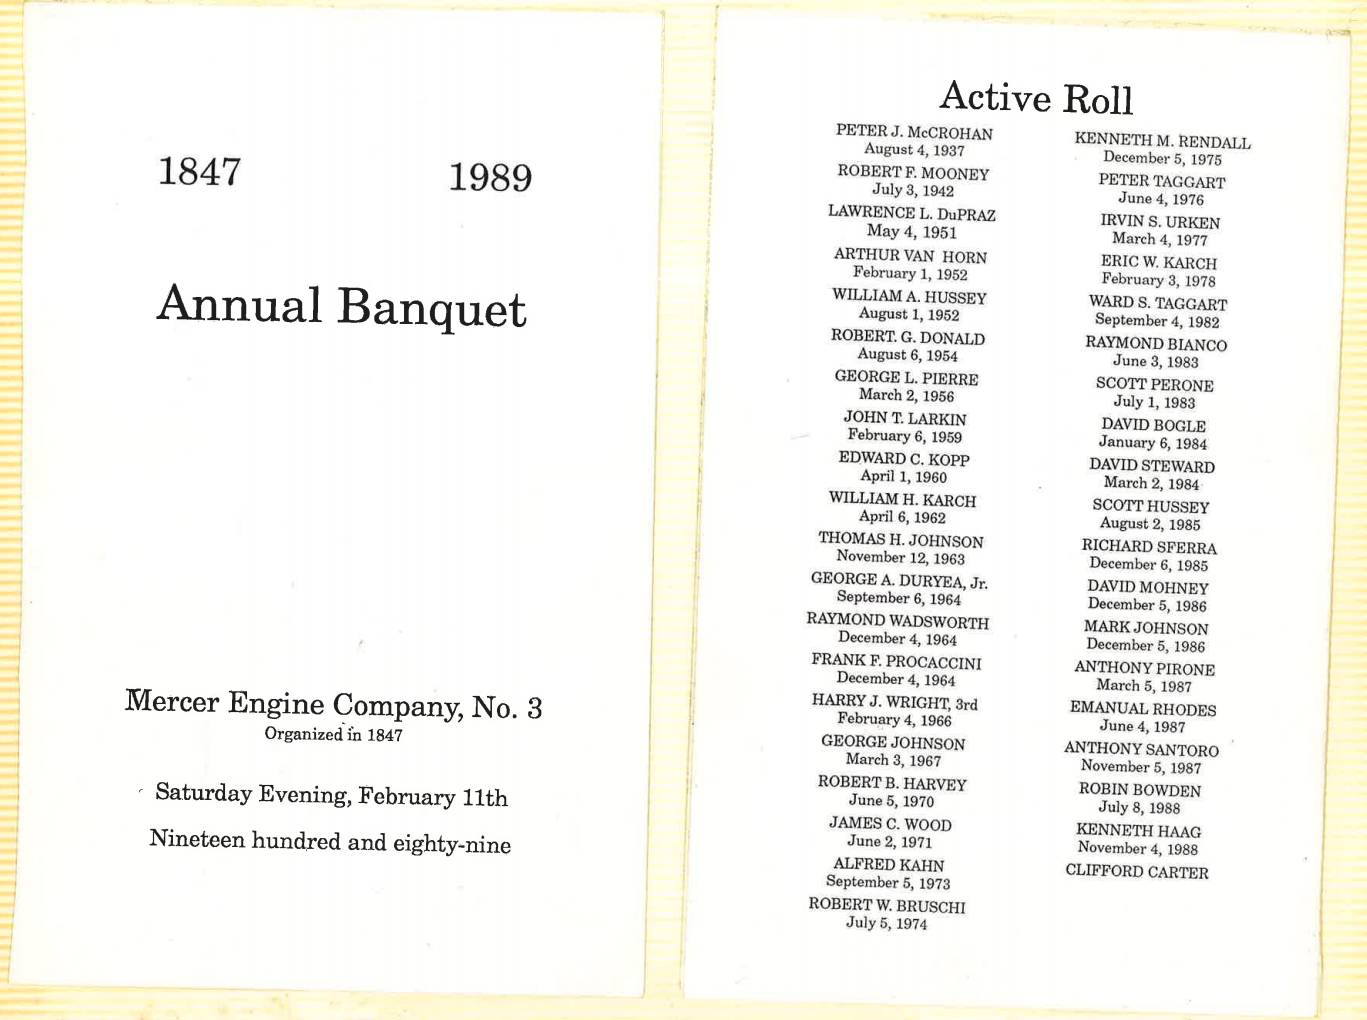 1847 1989
Annual Banquet
Mercer Engine Company, No. 3
Organized in 1847
Saturday Evening, February 11th
Nineteen hundred and eighty-nine
Active Roll
PETER J. McCROHAN
August 4, 1937
ROBERT F. MOONEY
July 3, 1942
LAWRENCE L. DuPRAZ
May 4, 1951
ARTHUR VAN HORN
February 1, 1952
WILLIAM A. HUSSEY
August 1, 1952
ROBERT. G. DONALD
August 6, 1954
GEORGE L. PIERRE
March 2, 1956
JOHN T. LARKIN
February 6, 1959
EDWARD C. KOPP
April 1, 1960
WILLIAM H. KARCH
April 6, 1962
THOMAS H. JOHNSON
November 12, 1963
GEORGE A. DURYEA, Jr.
September 6, 1964
RAYMOND WADSWORTH
December 4, 1964
FRANK F. PROCACCINI
December 4, 1964
HARRY J. WRIGHT, 3rd
February 4, 1966
GEORGE JOHNSON
March 3, 1967
ROBERT B. HARVEY
June 5, 1970
JAMES C. WOOD
June 2, 1971
ALFRED KAHN
September 5, 1973
ROBERT W. BRUSCHI
July 5, 1974
KENNETH M. RENDALL
December 5, 1975
PETER TAGGART
June 4, 1976
IRVIN S. URKEN
March 4, 1977
ERIC W. KARCH
February 3, 1978
WARD S. TAGGART
September 4, 1982
RAYMOND BIANCO
June 3, 1983
SCOTT PERONE
July 1, 1983
DAVID BOGLE
January 6, 1984
DAVID STEWARD
March 2, 1984
SCOTT HUSSEY
August 2, 1985
RICHARD SFERRA
December 6, 1985
DAVID MOHNEY
December 5, 1986
MARK JOHNSON
December 5, 1986
ANTHONY PIRONE
March 5, 1987
EMANUAL RHODES
June 4, 1987
ANTHONY SANTORO
November 5, 1987
ROBIN BOWDEN
July 8, 1988
KENNETH HAAG
November 4, 1988
CLIFFORD CARTER